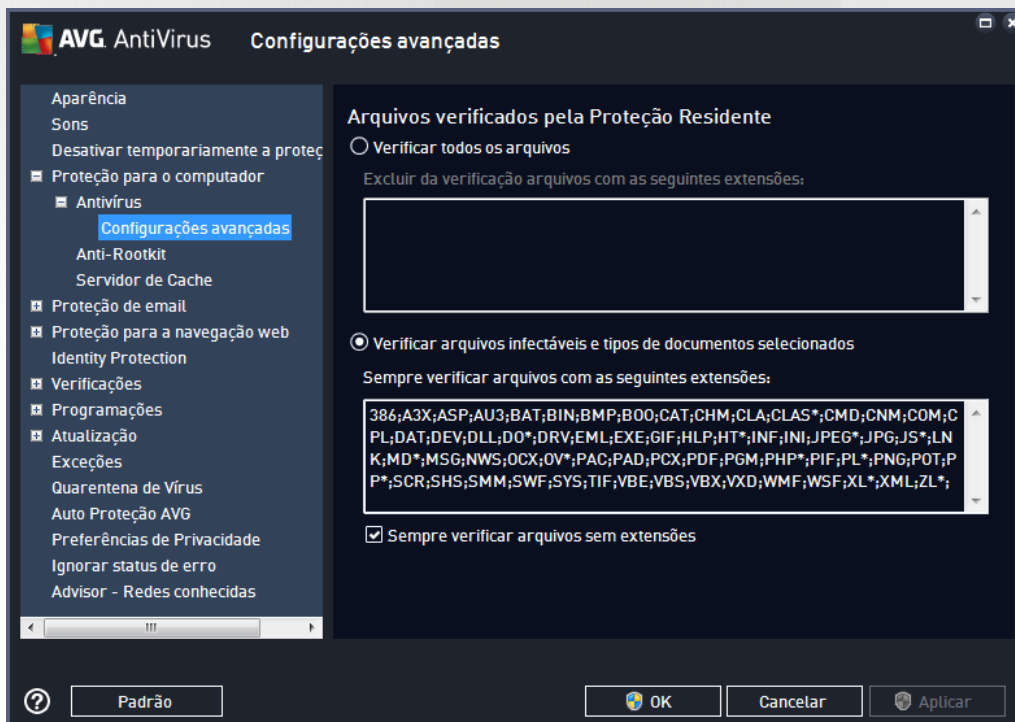 AVG. AntiVirus Configurações avançadas
Aparência
Sons
Desativar temporariamente a proteç
Proteção para o computador
Antivírus
Configurações avançadas
Anti-Rootkit
Servidor de Cache
Proteção de email
Proteção para a navegação web
Identity Protection
Verificações
Programações
Atualização
Exceções
Quarentena de Vírus
Auto Proteção AVG
Preferências de Privacidade
Ignorar status de erro
Advisor - Redes conhecidas
Arquivos verificados pela Proteção Residente
Verificar todos os arquivos
Excluir da verificação arquivos com as seguintes extensões:
Verificar arquivos infectáveis e tipos de documentos selecionados
Sempre verificar arquivos com as seguintes extensões:
386;A3X;ASP;AU3;BAT;BIN;BMP;BOO;CAT;CHM;CLA;CLAS*;CMD;CNM;COM;C
PL;DAT;DEV;DLL;DO*;DRV;EML;EXE;GIF;HLP;HT*;INF;INI;JPEG*;JPG;JS*;LN
K;MD*;MSG;NWS;OCX;OV*;PAC;PAD;PCX;PDF;PGM;PHP*;PIF;PL*;PNG;POT;P
P*;SCR;SHS;SMM;SWF;SYS;TIF;VBE;VBS;VBX;VXD;WMF;WSF;XL*;XML;ZL*;
Sempre verificar arquivos sem extensões
Padrão
OK
Cancelar
Aplicar